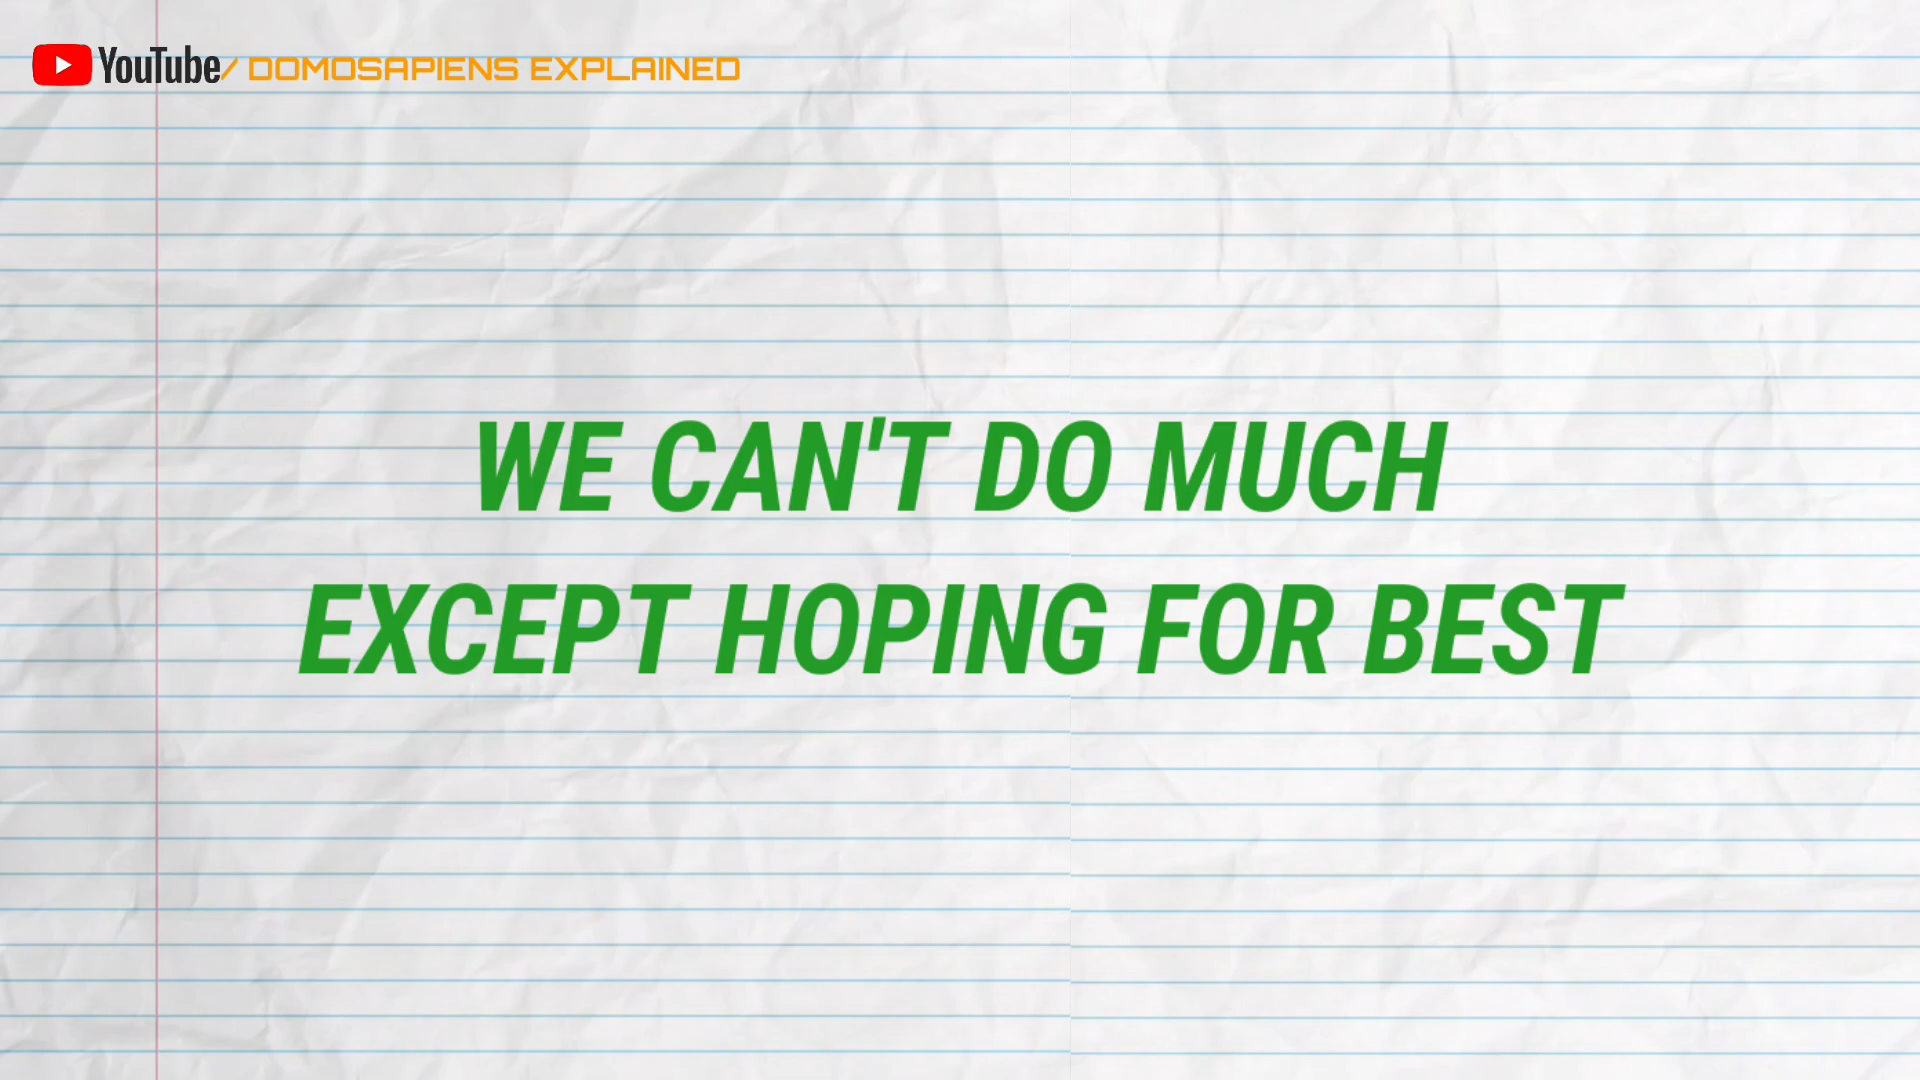 YouTube / DOMOSAPIENS EXPLAINED
WE CAN'T DO MUCH
EXCEPT HOPING FOR BEST